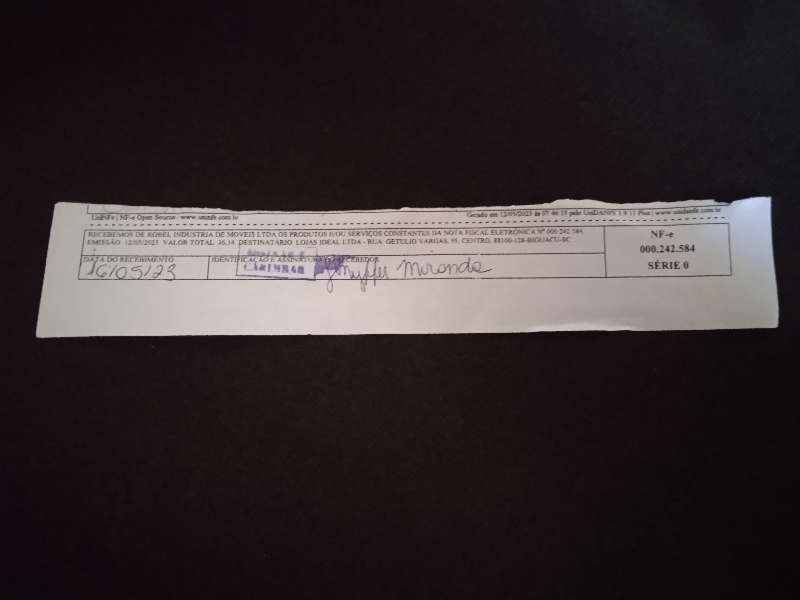 UniNFe | NF-e Open Source | www.uninfe.com.br
Gerado em 12/05/2023 às 07:46:15 pelo UniDANFE 3.9.11 Plus | www.unidanfe.com.br
RECEBEMOS DE ROBEL INDUSTRIA DE MOVEIS LTDA OS PRODUTOS E/OU SERVIÇOS CONSTANTES DA NOTA FISCAL ELETRÔNICA Nº 000.242.584
EMISSÃO: 12/05/2023 VALOR TOTAL: 36,14 DESTINATÁRIO: LOJAS IDEAL LTDA - RUA GETULIO VARGAS, 95, CENTRO, 88160-128-BIGUACU-SC
DATA DO RECEBIMENTO
16/05/23
IDENTIFICAÇÃO E ASSINATURA DO RECEBEDOR
CARIMBAR
Miranda
NF-e
000.242.584
SÉRIE 0